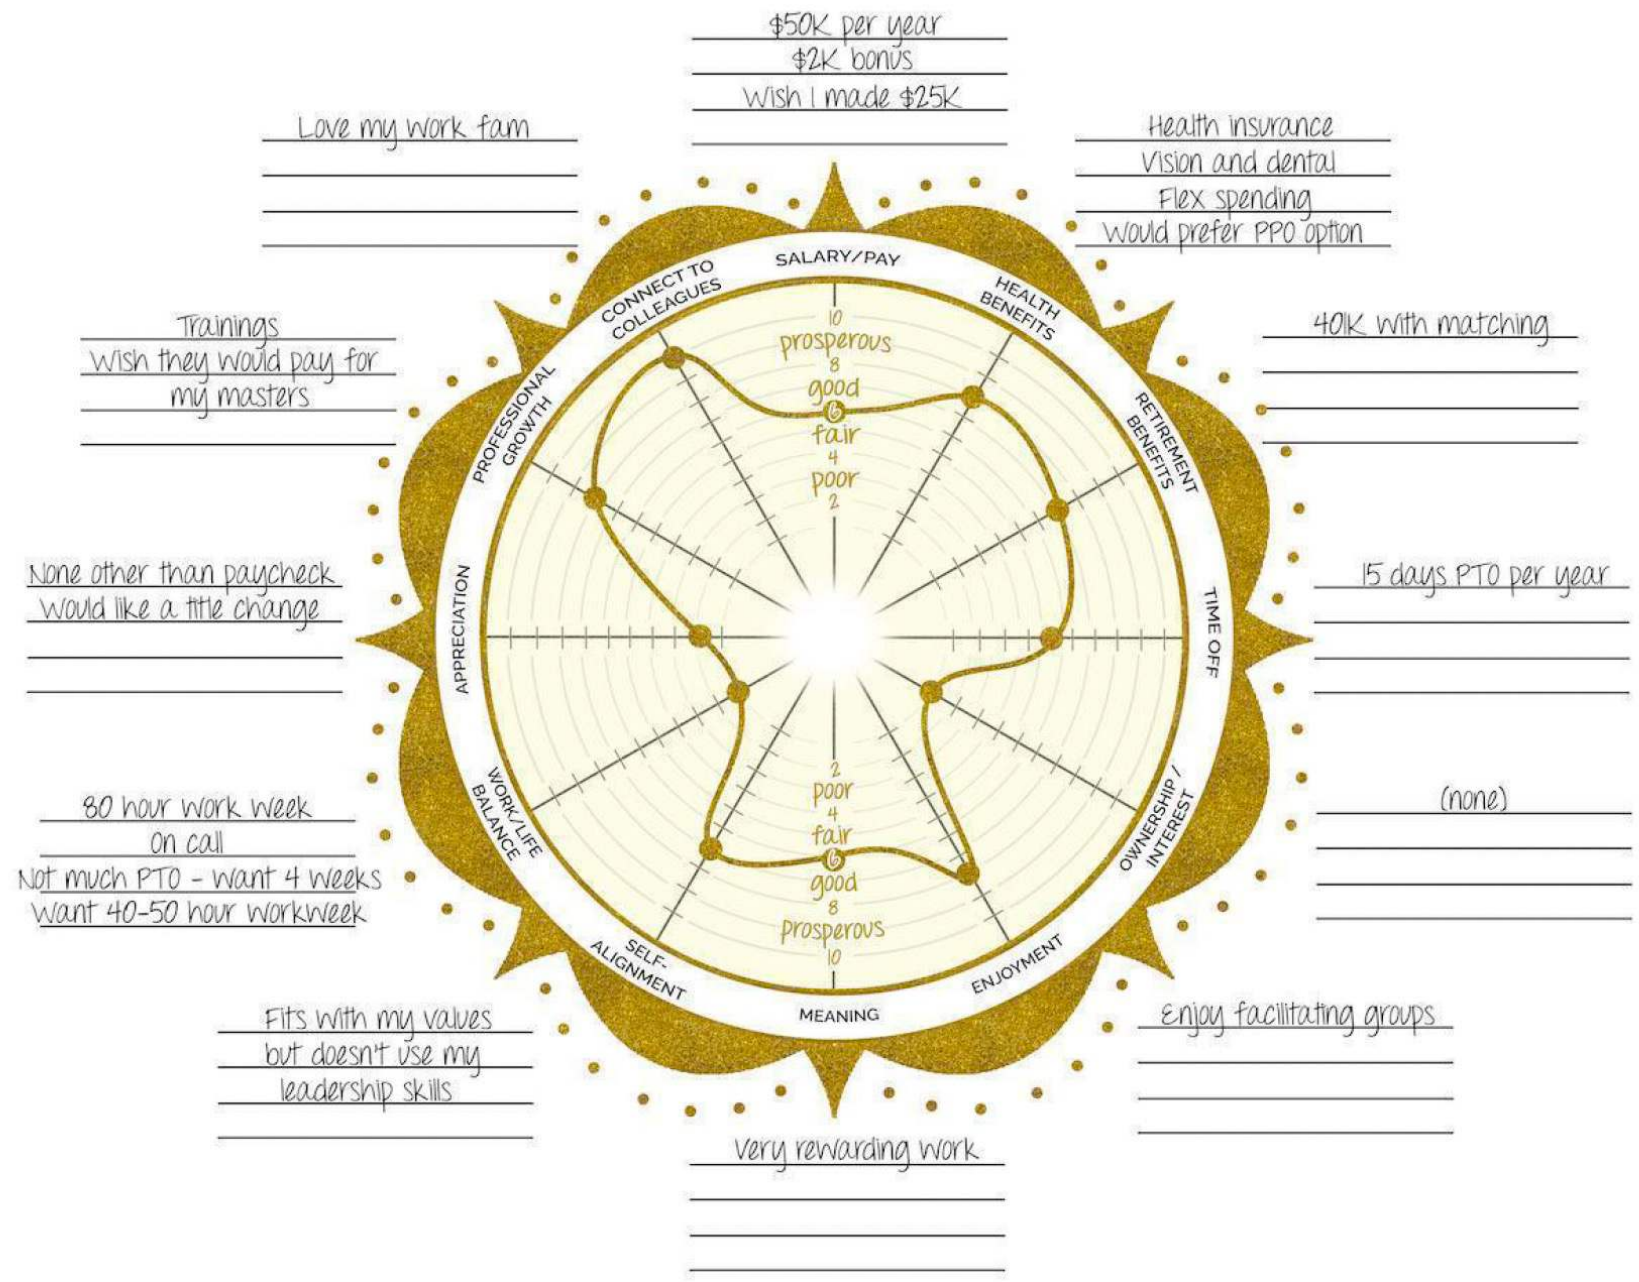 $50K per year
$2K bonus
Wish I made $25K
Love my work fam
Health insurance
Vision and dental
Flex spending
Would prefer PPO option
Trainings
Wish they would pay for
my masters
401K with matching
None other than paycheck
Would like a title change
15 days PTO per year
80 hour work week
On call
Not much PTO - Want 4 weeks
Want 40-50 hour workweek
(none)
Fits with my values
but doesn't use my
leadership skills
Enjoy facilitating groups
Very rewarding work
SALARY/PAY
HEALTH
BENEFITS
RETIREMENT
BENEFITS
TIME OFF
OWNERSHIP /
INTEREST
ENJOYMENT
MEANING
SELF-
ALIGNMENT
WORK/LIFE
BALANCE
APPRECIATION
PROFESSIONAL
GROWTH
CONNECT TO
COLLEAGUES
10
prosperous
8
good
6
fair
4
poor
2
2
poor
4
fair
6
good
8
prosperous
10